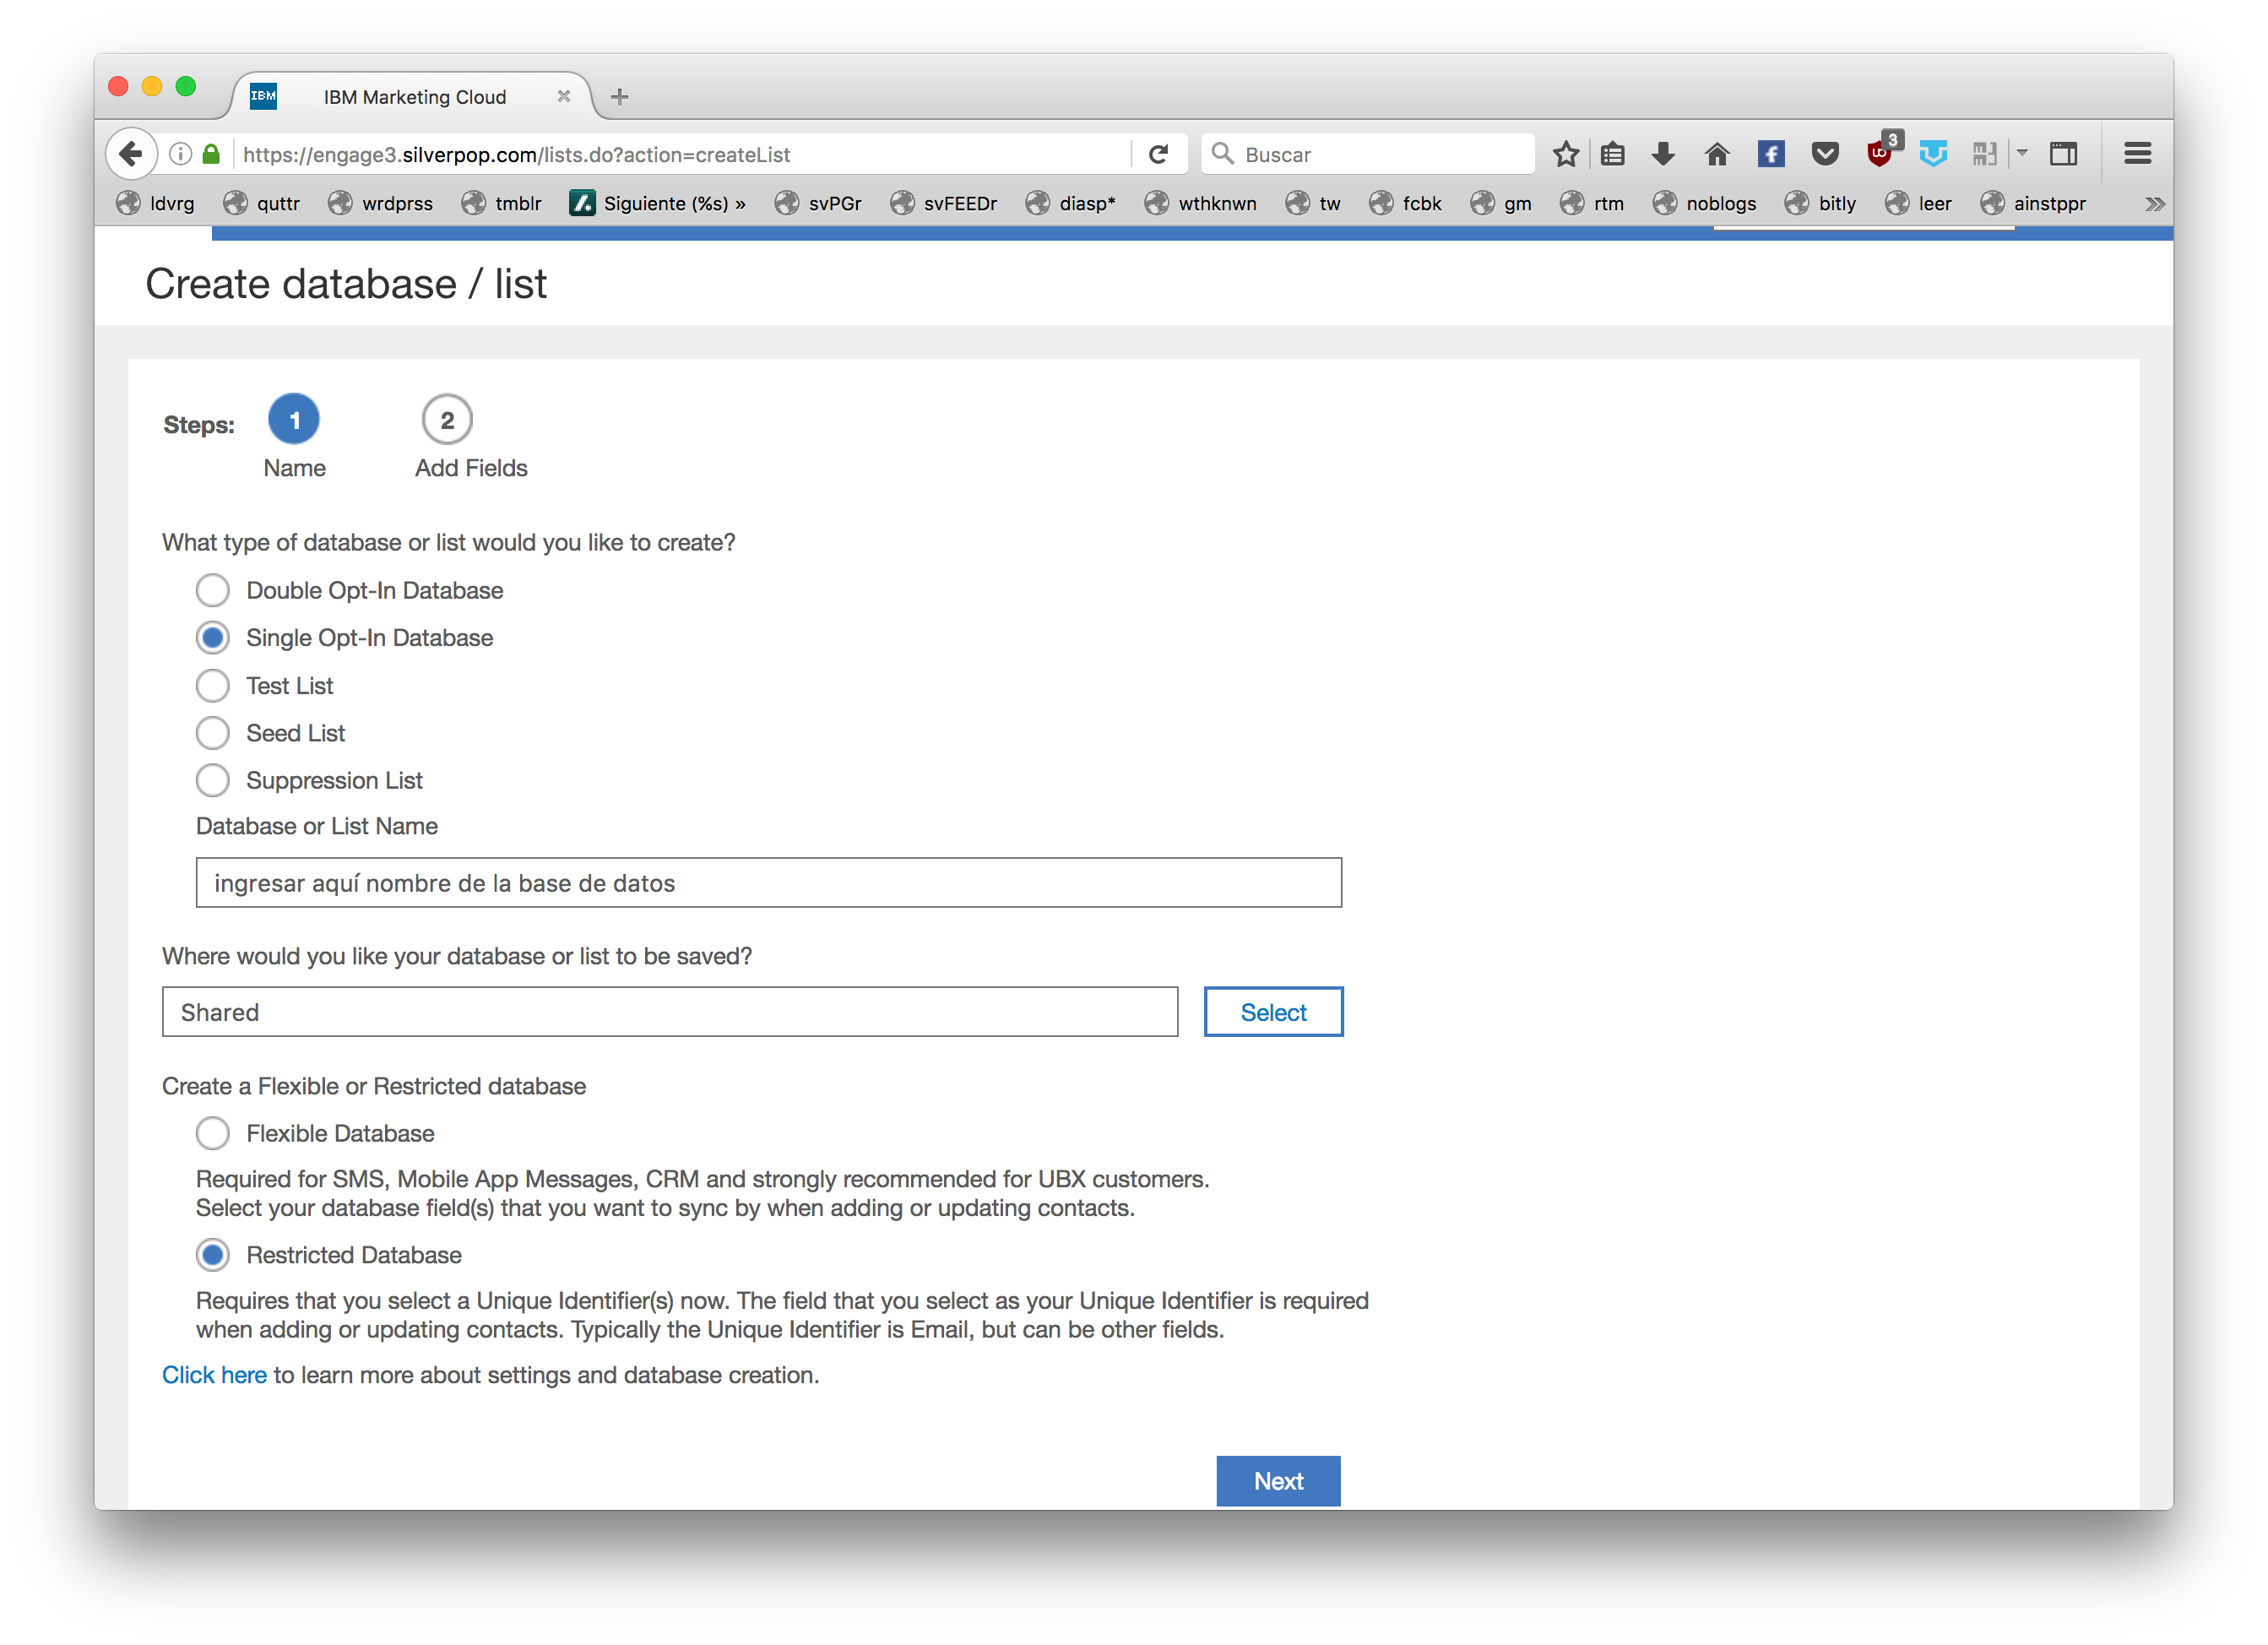 IBM IBM Marketing Cloud
https://engage3.silverpop.com/lists.do?action=createList
Buscar
3
ldvrg quttr wrdprss tmblr Siguiente (%s) » svPGr svFEEDr diasp* wthknwn tw fcbk gm rtm noblogs bitly leer ainstppr
Create database / list
Steps: 1 2
Name Add Fields
What type of database or list would you like to create?
Double Opt-In Database
Single Opt-In Database
Test List
Seed List
Suppression List
Database or List Name
ingresar aquí nombre de la base de datos
Where would you like your database or list to be saved?
Shared Select
Create a Flexible or Restricted database
Flexible Database
Required for SMS, Mobile App Messages, CRM and strongly recommended for UBX customers.
Select your database field(s) that you want to sync by when adding or updating contacts.
Restricted Database
Requires that you select a Unique Identifier(s) now. The field that you select as your Unique Identifier is required
when adding or updating contacts. Typically the Unique Identifier is Email, but can be other fields.
Click here to learn more about settings and database creation.
Next